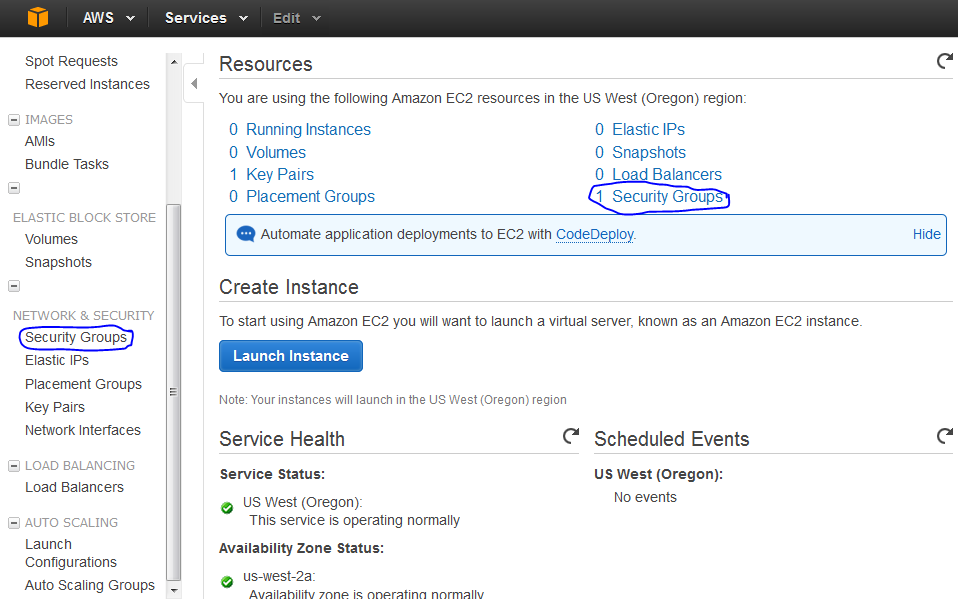 AWS Services Edit
Spot Requests
Reserved Instances
IMAGES
AMIs
Bundle Tasks
ELASTIC BLOCK STORE
Volumes
Snapshots
NETWORK & SECURITY
Security Groups
Elastic IPs
Placement Groups
Key Pairs
Network Interfaces
LOAD BALANCING
Load Balancers
AUTO SCALING
Launch
Configurations
Auto Scaling Groups
Resources
You are using the following Amazon EC2 resources in the US West (Oregon) region:
0 Running Instances
0 Volumes
1 Key Pairs
0 Placement Groups
0 Elastic IPs
0 Snapshots
0 Load Balancers
1 Security Groups
Automate application deployments to EC2 with CodeDeploy. Hide
Create Instance
To start using Amazon EC2 you will want to launch a virtual server, known as an Amazon EC2 instance.
Launch Instance
Note: Your instances will launch in the US West (Oregon) region
Service Health
Service Status:
US West (Oregon):
This service is operating normally
Availability Zone Status:
us-west-2a:
Availability zone is operating normally
Scheduled Events
US West (Oregon):
No events